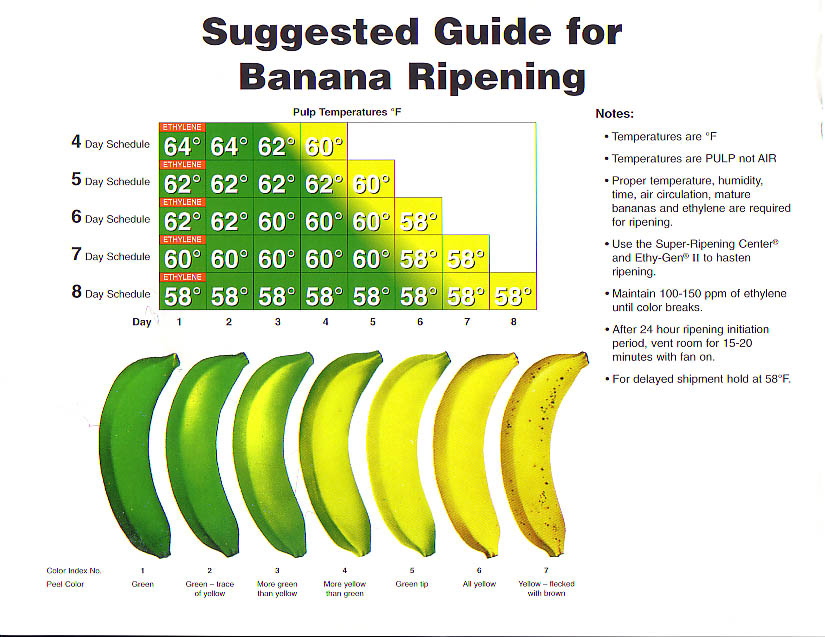 Suggested Guide for
Banana Ripening
Pulp Temperatures °F
4 Day Schedule ETHYLENE 64° 64° 62° 60°
5 Day Schedule ETHYLENE 62° 62° 62° 62° 60°
6 Day Schedule ETHYLENE 62° 62° 60° 60° 60° 58°
7 Day Schedule ETHYLENE 60° 60° 60° 60° 60° 58° 58°
8 Day Schedule ETHYLENE 58° 58° 58° 58° 58° 58° 58° 58°
Day 1 2 3 4 5 6 7 8
Notes:
• Temperatures are °F
• Temperatures are PULP not AIR
• Proper temperature, humidity,
time, air circulation, mature
bananas and ethylene are required
for ripening.
• Use the Super-Ripening Center®
and Ethy-Gen® II to hasten
ripening.
• Maintain 100-150 ppm of ethylene
until color breaks.
• After 24 hour ripening initiation
period, vent room for 15-20
minutes with fan on.
• For delayed shipment hold at 58°F.
Color Index No. 1 2 3 4 5 6 7
Peel Color Green Green – trace More green More yellow Green tip All yellow Yellow – flecked
of yellow than yellow than green with brown